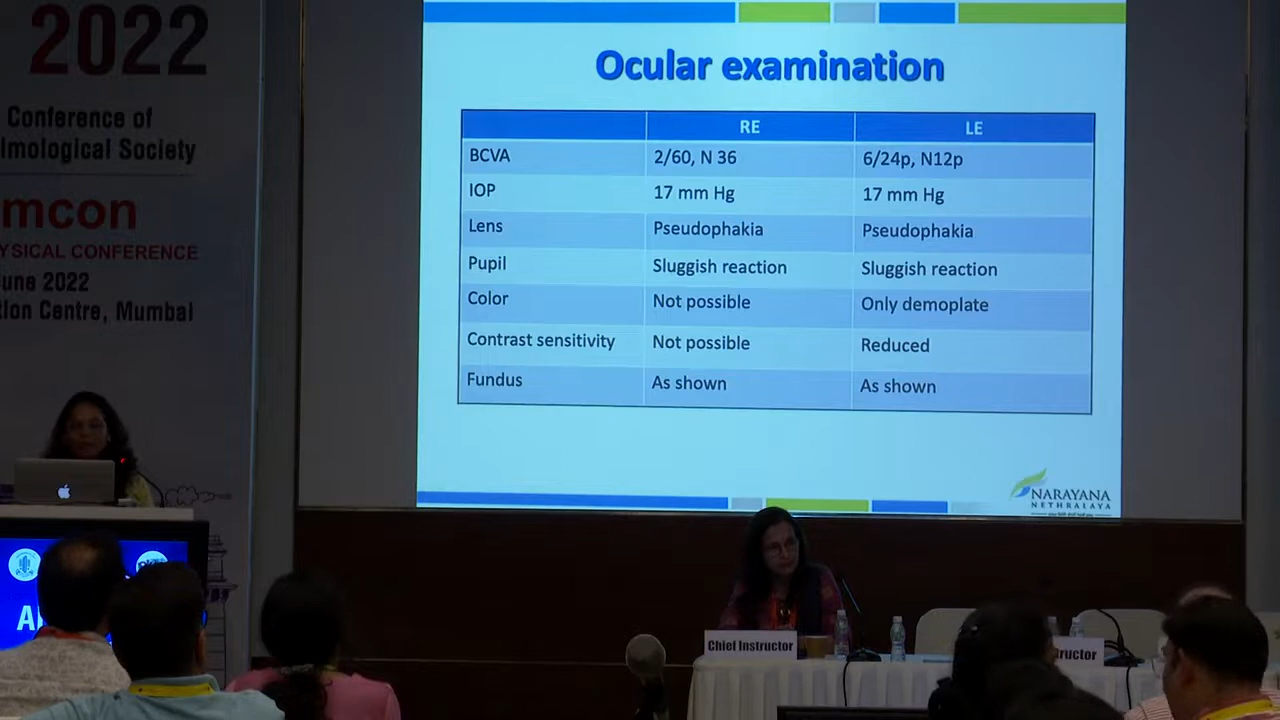 2022
Conference of
lmological Society
mcon
YSICAL CONFERENCE
une 2022
tion Centre, Mumbai
Ocular examination
RE LE
BCVA 2/60, N 36 6/24p, N12p
IOP 17 mm Hg 17 mm Hg
Lens Pseudophakia Pseudophakia
Pupil Sluggish reaction Sluggish reaction
Color Not possible Only demoplate
Contrast sensitivity Not possible Reduced
Fundus As shown As shown
NARAYANA
NETHRALAYA
A
Chief Instructor
ructor